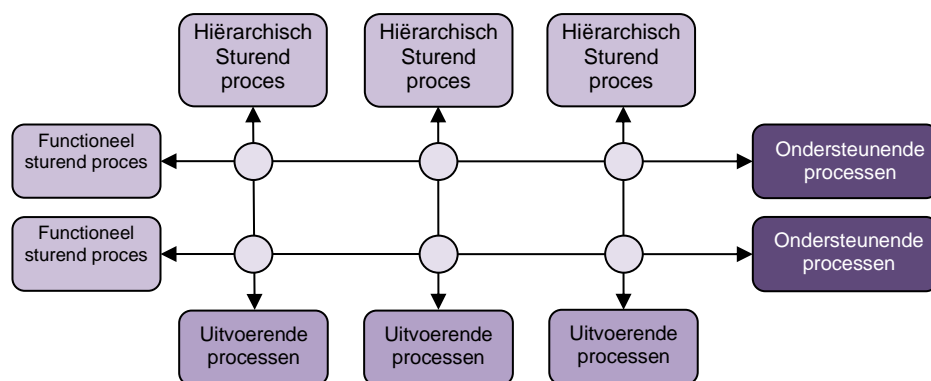 Hiërarchisch
Sturend
proces
Hiërarchisch
Sturend
proces
Hiërarchisch
Sturend
proces
Functioneel
sturend proces
Ondersteunende
processen
Functioneel
sturend proces
Ondersteunende
processen
Uitvoerende
processen
Uitvoerende
processen
Uitvoerende
processen